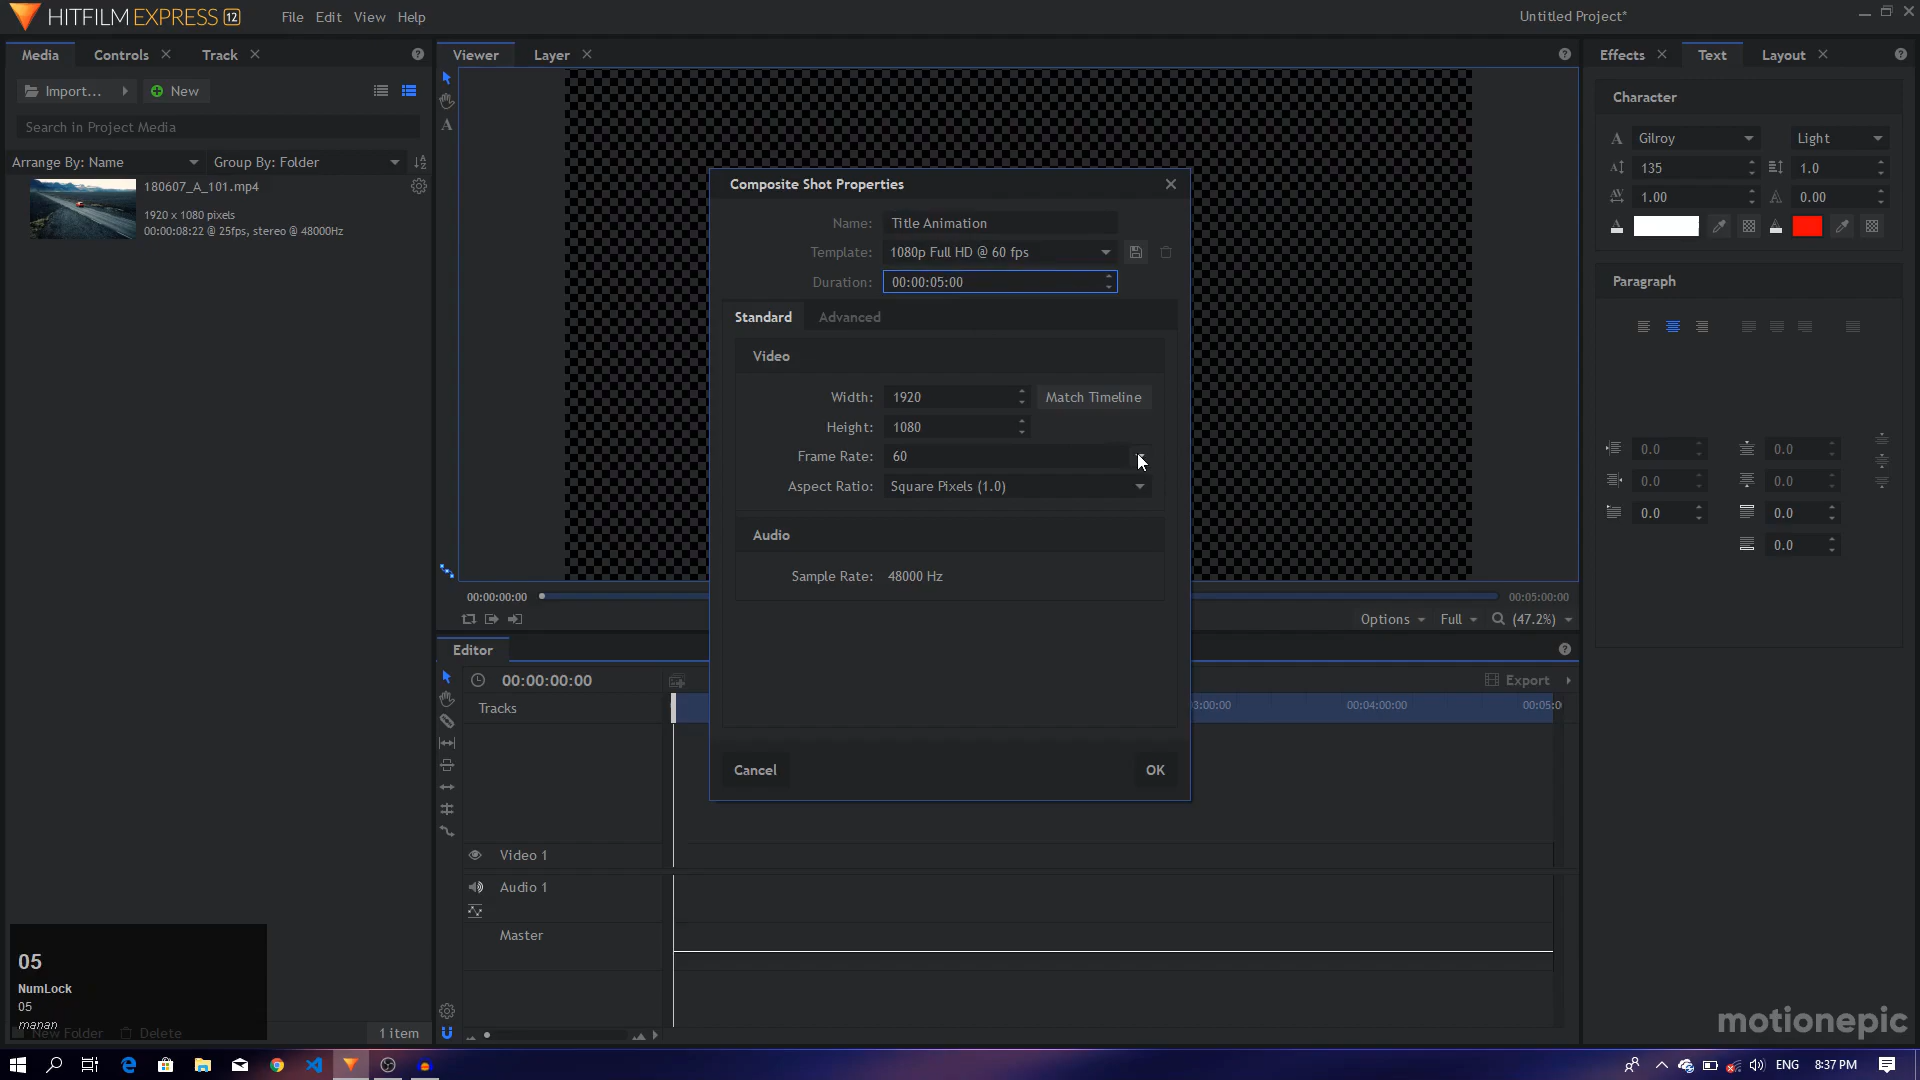 HITFILM EXPRESS 12
File Edit View Help
Untitled Project*
Media Controls Track
Viewer Layer
Effects Text Layout
Import... New
Search in Project Media
Arrange By: Name Group By: Folder
180607_A_101.mp4
1920 x 1080 pixels
00:00:08:22 @ 25fps, stereo @ 48000Hz
Character
Gilroy Light
135 1.0
1.00 0.00
Paragraph
0.0 0.0
0.0 0.0
0.0 0.0
0.0
Composite Shot Properties
Name: Title Animation
Template: 1080p Full HD @ 60 fps
Duration: 00:00:05:00
Standard Advanced
Video
Width: 1920 Match Timeline
Height: 1080
Frame Rate: 60
Aspect Ratio: Square Pixels (1.0)
Audio
Sample Rate: 48000 Hz
Cancel OK
00:00:00:00 00:05:00:00
Options Full (47.2%)
Editor
00:00:00:00 Export
Tracks
3:00:00 00:04:00:00 00:05:0
Video 1
Audio 1
Master
05
NumLock
05
manan
New Folder Delete 1 item
motionepic
ENG 8:37 PM